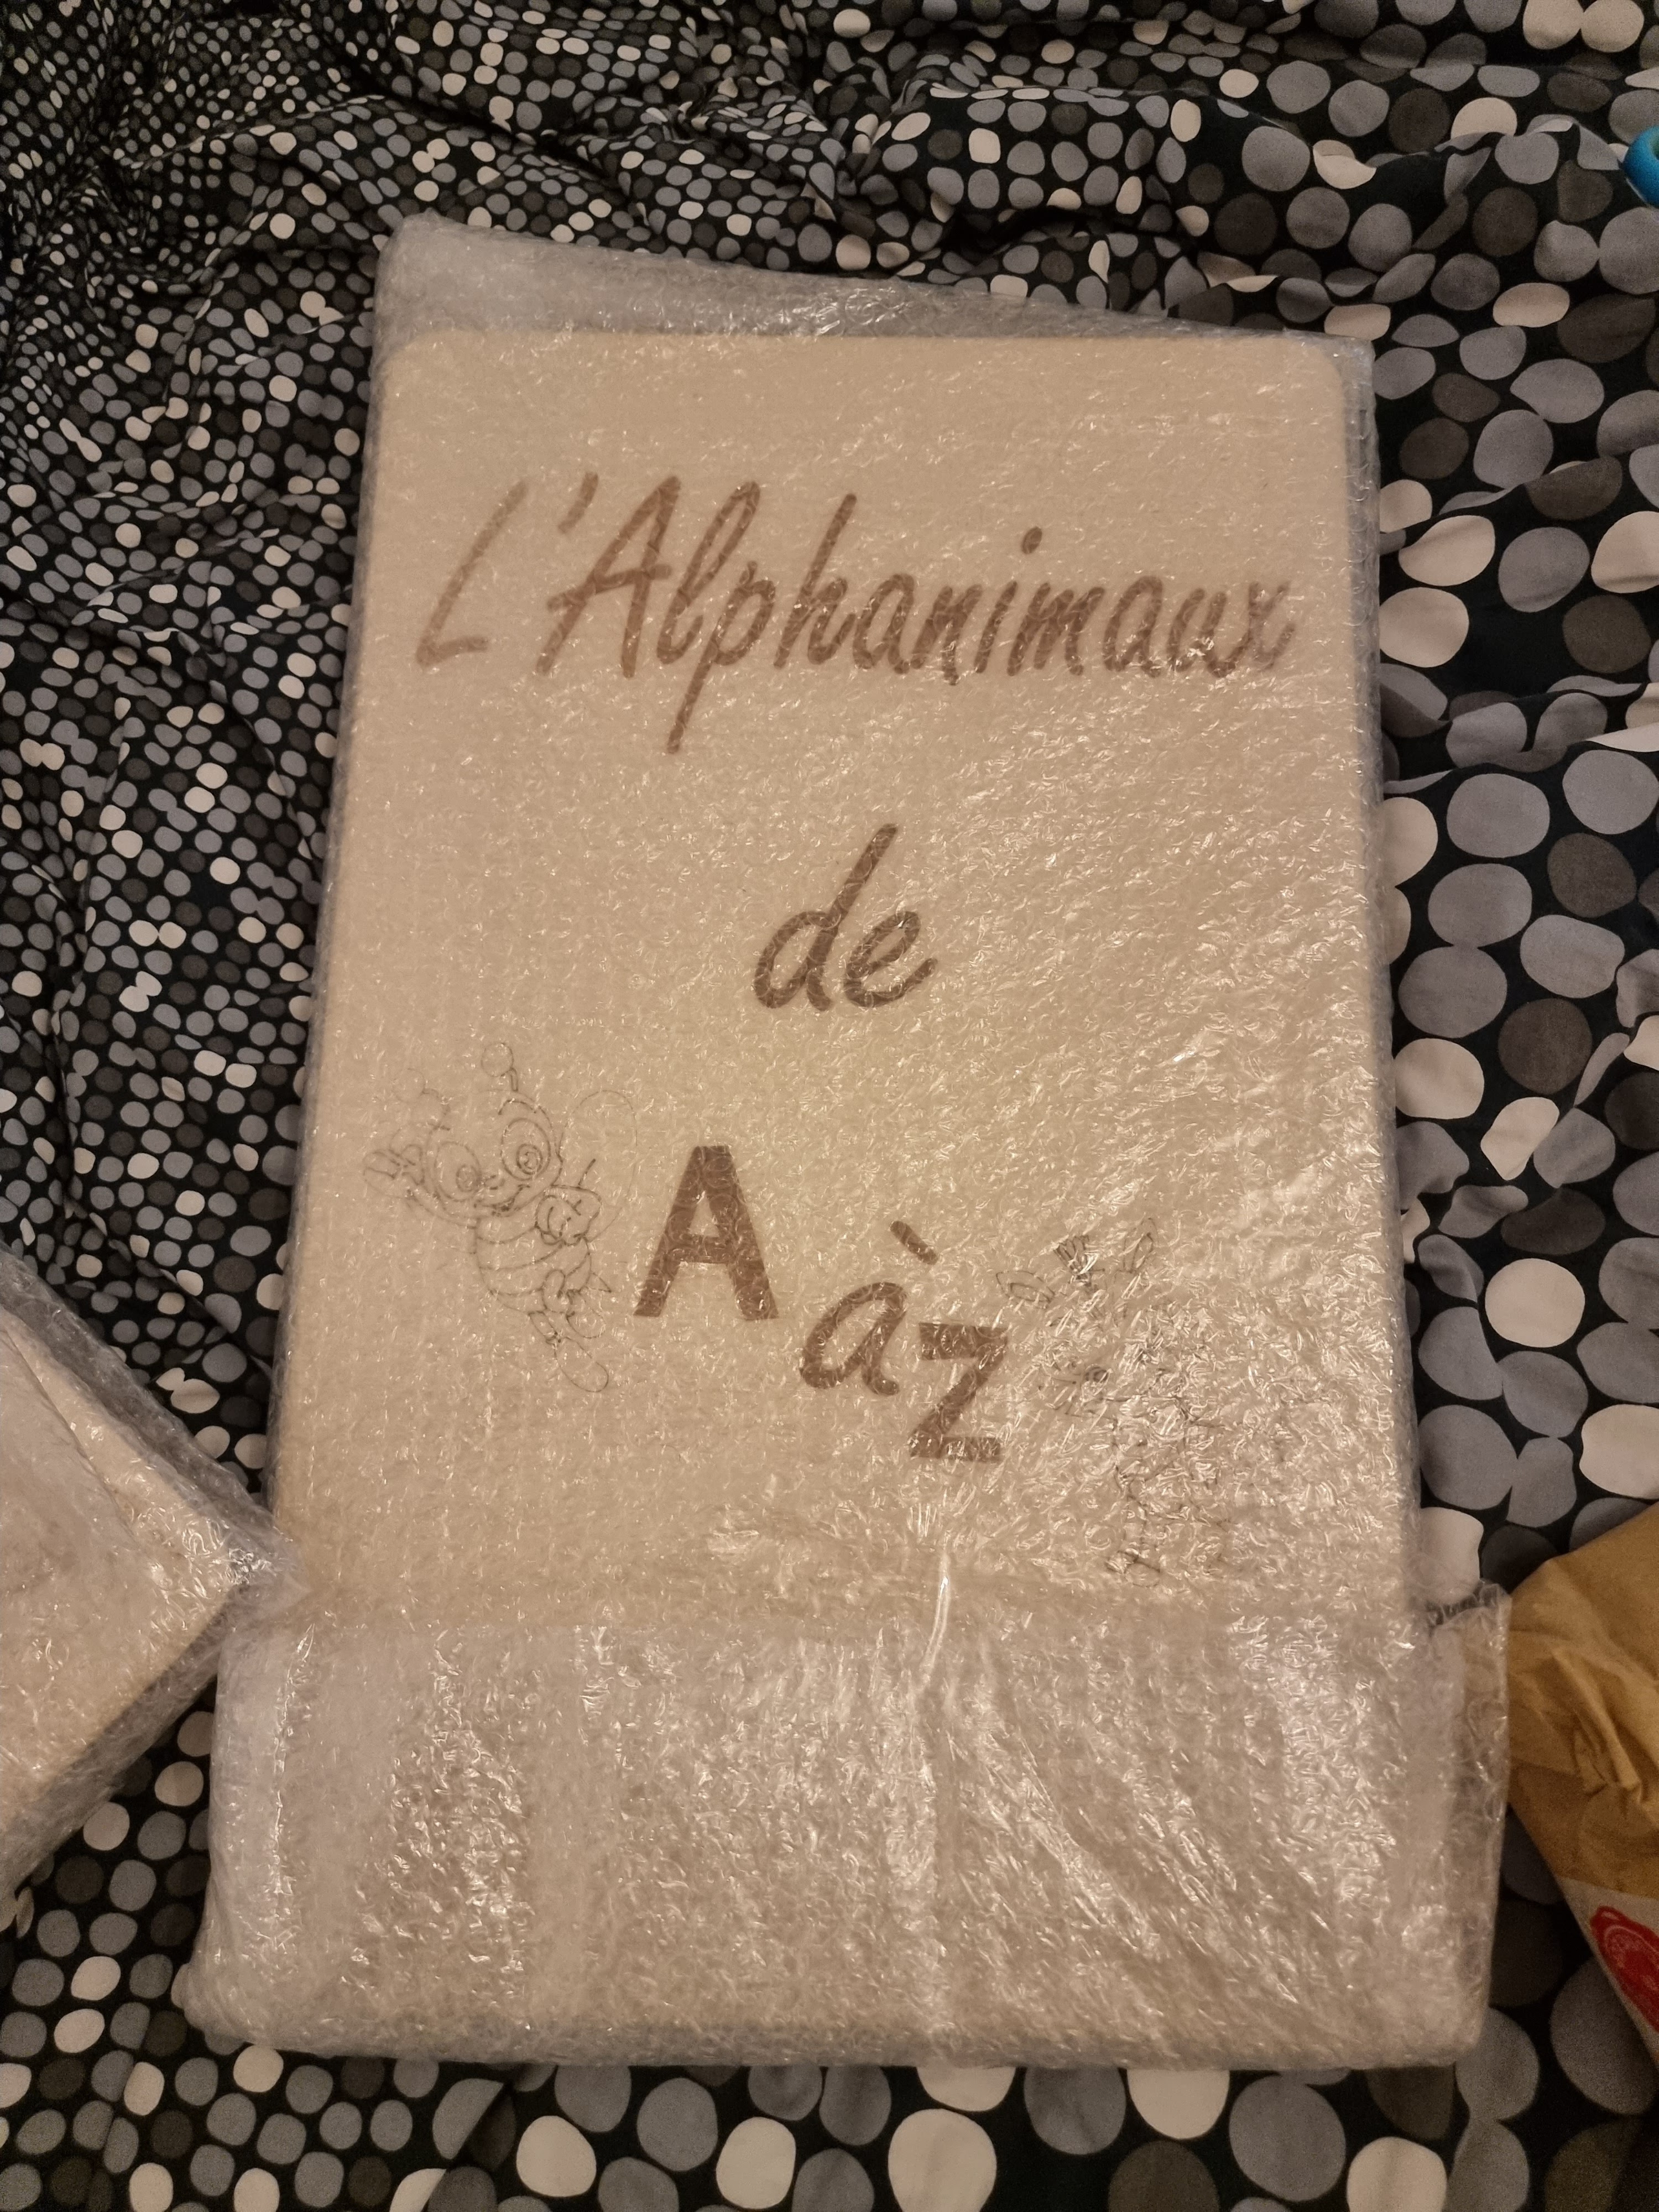 L'Alphanimaux
de
A à Z